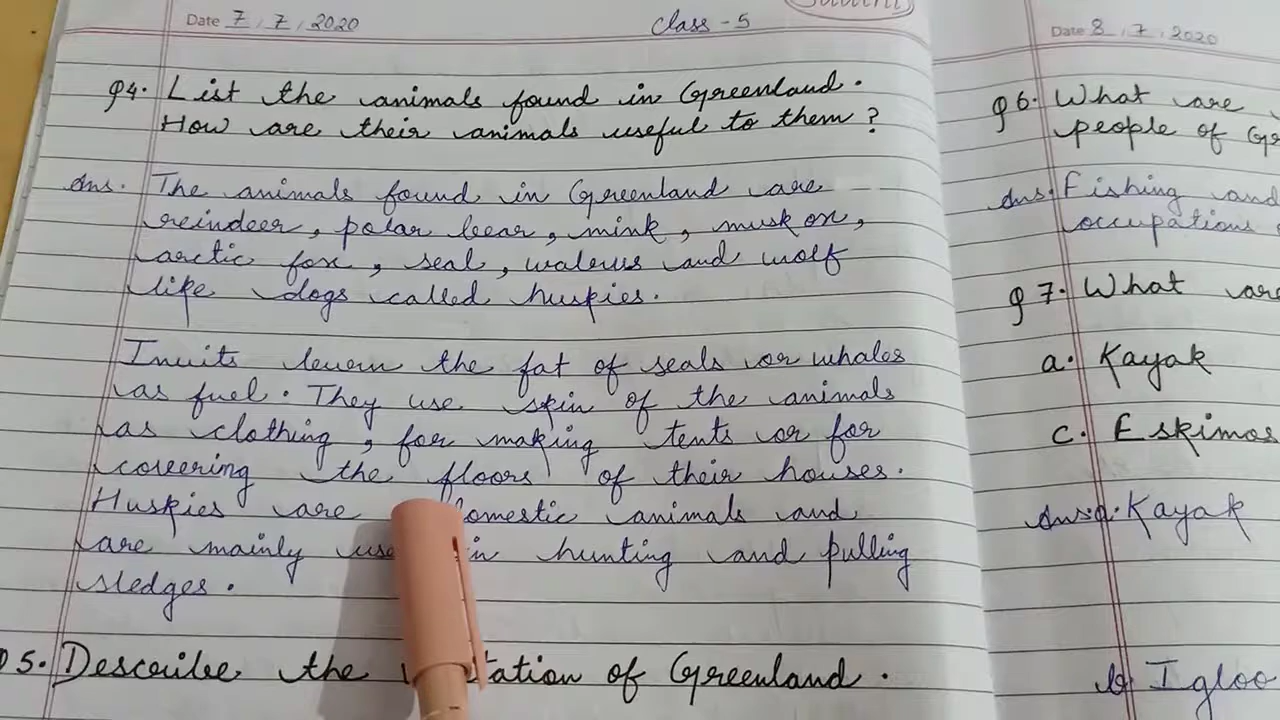 Date 7, 7, 2020
Class - 5
Q4. List the animals found in Greenland.
How are their animals useful to them?
Ans. The animals found in Greenland are
reindeer, polar bear, mink, musk ox,
arctic fox, seal, walrus and wolf
like dogs called huskies.
Inuits burn the fat of seals or whales
as fuel. They use skin of the animals
as clothing, for making tents or for
covering the floors of their houses.
Huskies are domestic animals and
are mainly use in hunting and pulling
sledges.
5. Describe the of Greenland.
Date 8, 7, 2020
Q6. What are
people of Gr
Ans. Fishing and
occupations
Q7. What are
a. Kayak
c. Eskimos
Ans. a. Kayak
b) Igloo